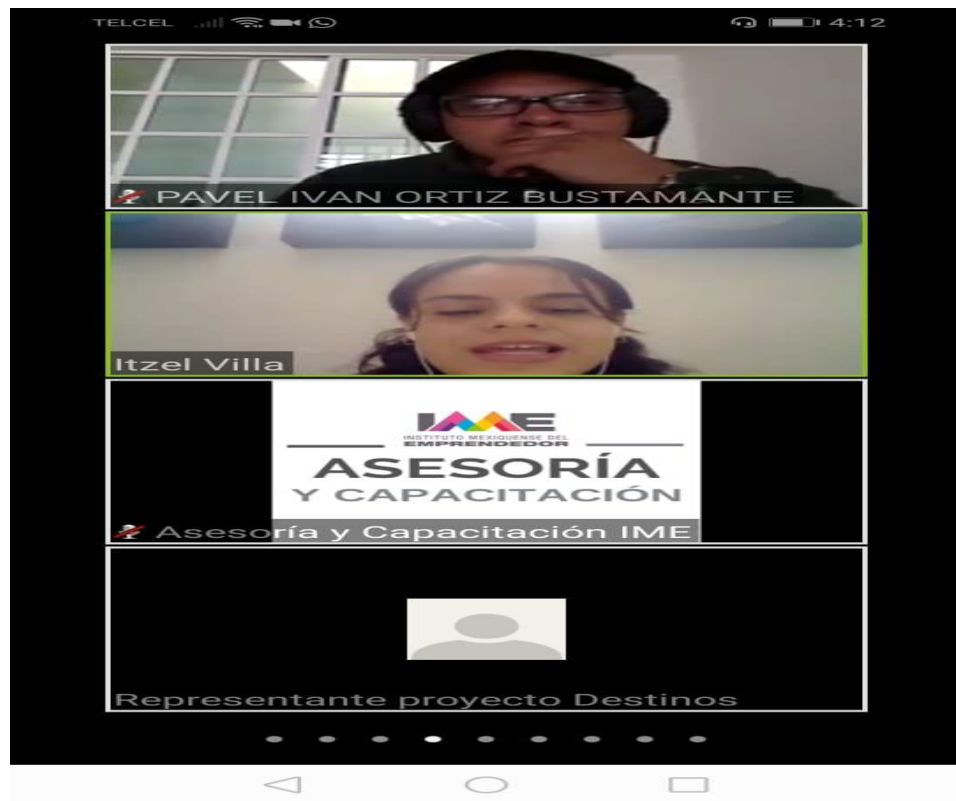 TELCEL 4:12
PAVEL IVAN ORTIZ BUSTAMANTE
Itzel Villa
IME
INSTITUTO MEXIQUENSE DEL
EMPRENDEDOR
ASESORÍA
Y CAPACITACIÓN
Asesoría y Capacitación IME
Representante proyecto Destinos